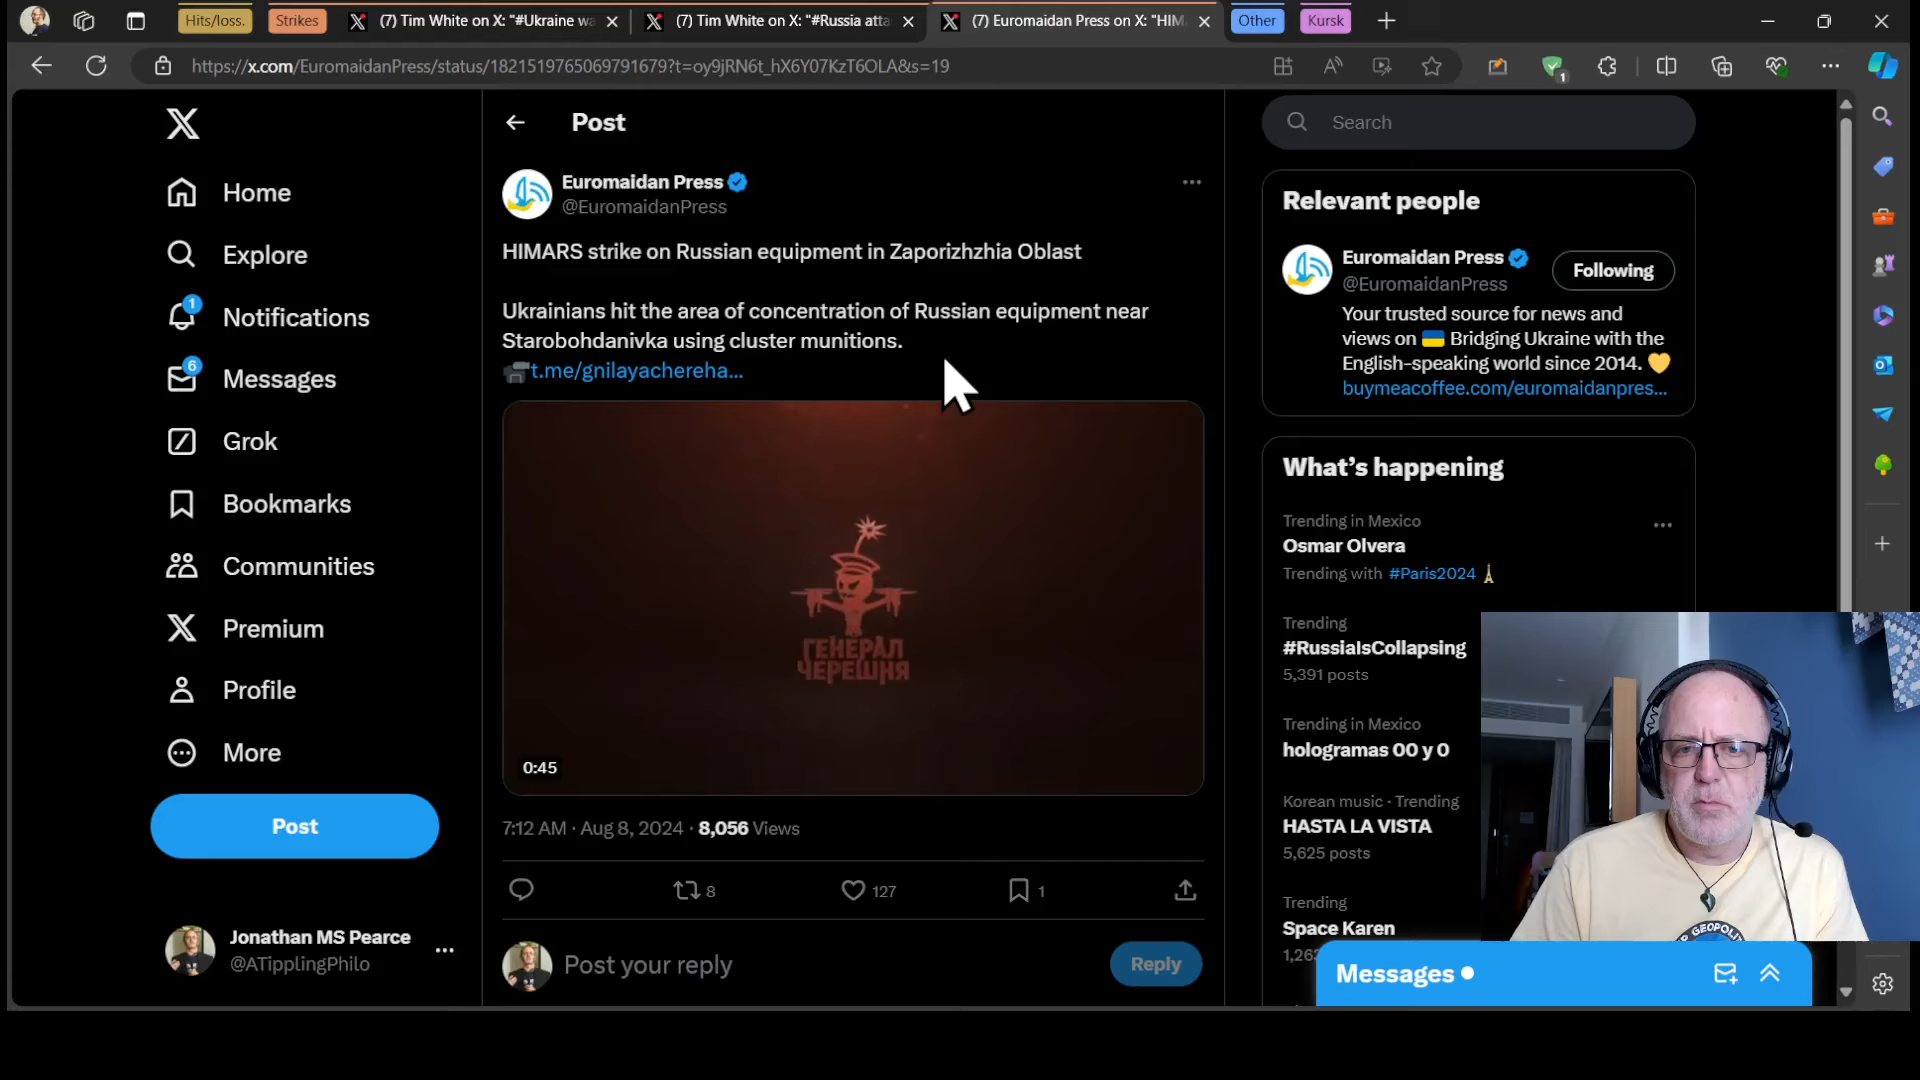 Hits/loss.
Strikes
(7) Tim White on X: "#Ukraine wa
(7) Tim White on X: "#Russia atta
(7) Euromaidan Press on X: "HIM
Other
Kursk
https://x.com/EuromaidanPress/status/1821519765069791679?t=oy9jRN6t_hX6Y07KzT6OLA&s=19
1
Home
Explore
1
Notifications
6
Messages
Grok
Bookmarks
Communities
Premium
Profile
More
Post
Jonathan MS Pearce
@ATipplingPhilo
Post
Euromaidan Press
@EuromaidanPress
HIMARS strike on Russian equipment in Zaporizhzhia Oblast
Ukrainians hit the area of concentration of Russian equipment near
Starobohdanivka using cluster munitions.
t.me/gnilayachereha...
ГЕНЕРАЛ
ЧЕРЕШНЯ
0:45
7:12 AM · Aug 8, 2024 · 8,056 Views
8
127
1
Post your reply
Reply
Search
Relevant people
Euromaidan Press
@EuromaidanPress
Following
Your trusted source for news and
views on 🇺🇦 Bridging Ukraine with the
English-speaking world since 2014. 💛
buymeacoffee.com/euromaidanpres...
What's happening
Trending in Mexico
Osmar Olvera
Trending with #Paris2024
Trending
#RussiaIsCollapsing
5,391 posts
Trending in Mexico
hologramas 00 y 0
Korean music · Trending
HASTA LA VISTA
5,625 posts
Trending
Space Karen
GEOPOLIT
Messages